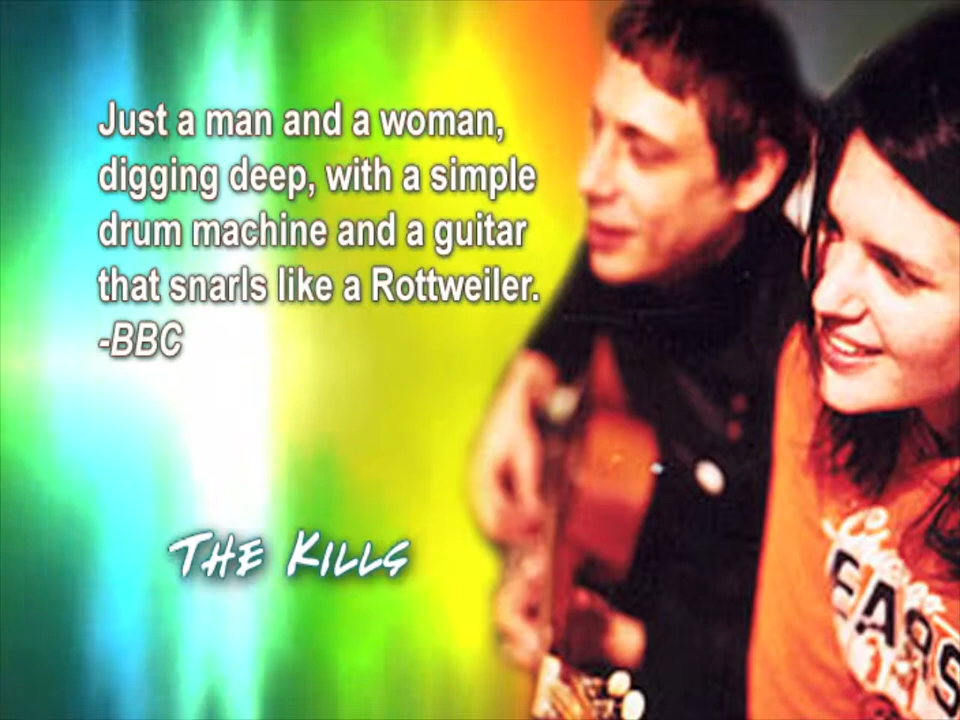 Just a man and a woman,
digging deep, with a simple
drum machine and a guitar
that snarls like a Rottweiler.
-BBC
The Kills